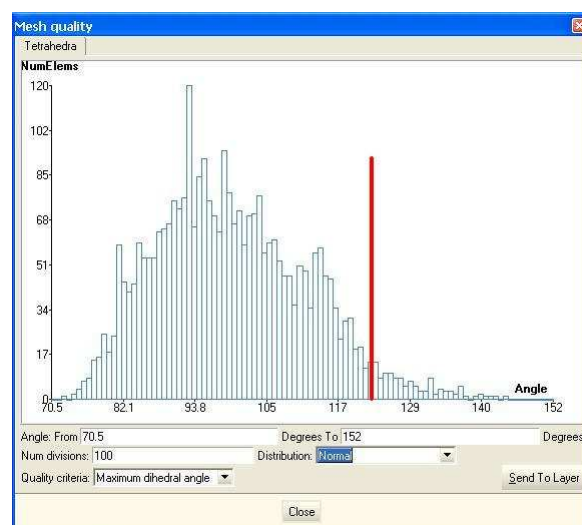 Mesh quality
Tetrahedra
NumElems
120
102
85
68
51
34
17
0
Angle
70.5 82.1 93.8 105 117 129 140 152
Angle: From 70.5 Degrees To 152 Degrees
Num divisions: 100 Distribution: Normal
Quality criteria: Maximum dihedral angle Send To Layer
Close